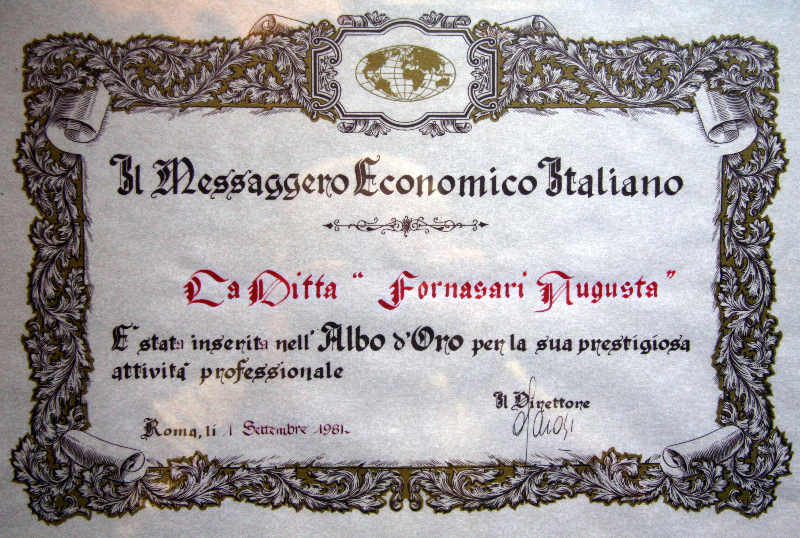 Il Messaggero Economico Italiano
La Ditta " Fornasari Augusta "
E' stata inserita nell' Albo d'Oro per la sua prestigiosa
attivita' professionale
Il Direttore
Roma, li 1 Settembre 1981